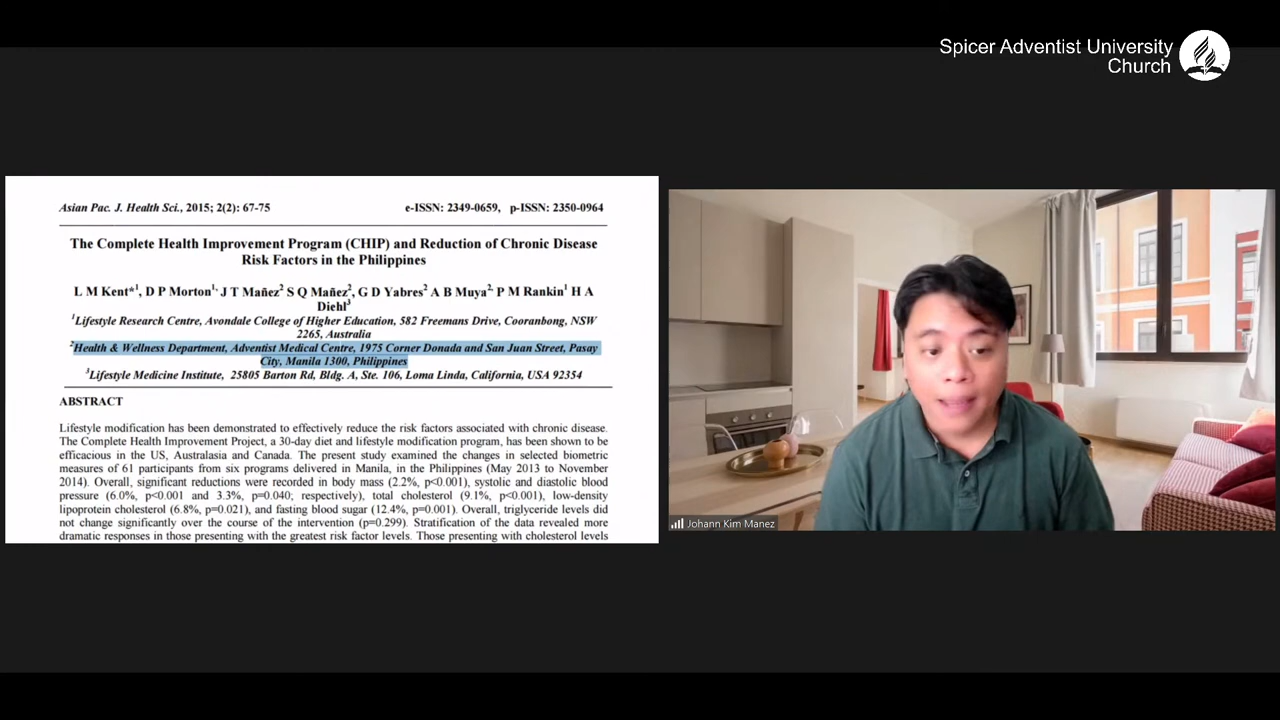 Spicer Adventist University
Church
Asian Pac. J. Health Sci., 2015; 2(2): 67-75 e-ISSN: 2349-0659, p-ISSN: 2350-0964
The Complete Health Improvement Program (CHIP) and Reduction of Chronic Disease
Risk Factors in the Philippines
L M Kent*1, D P Morton1, J T Mañez2 S Q Mañez2, G D Yabres2 A B Muya2, P M Rankin1 H A
Diehl3
1Lifestyle Research Centre, Avondale College of Higher Education, 582 Freemans Drive, Cooranbong, NSW
2265, Australia
2Health & Wellness Department, Adventist Medical Centre, 1975 Corner Donada and San Juan Street, Pasay
City, Manila 1300, Philippines
3Lifestyle Medicine Institute, 25805 Barton Rd, Bldg. A, Ste. 106, Loma Linda, California, USA 92354
ABSTRACT
Lifestyle modification has been demonstrated to effectively reduce the risk factors associated with chronic disease.
The Complete Health Improvement Project, a 30-day diet and lifestyle modification program, has been shown to be
efficacious in the US, Australasia and Canada. The present study examined the changes in selected biometric
measures of 61 participants from six programs delivered in Manila, in the Philippines (May 2013 to November
2014). Overall, significant reductions were recorded in body mass (2.2%, p<0.001), systolic and diastolic blood
pressure (6.0%, p<0.001 and 3.3%, p=0.040; respectively), total cholesterol (9.1%, p<0.001), low-density
lipoprotein cholesterol (6.8%, p=0.021), and fasting blood sugar (12.4%, p=0.001). Overall, triglyceride levels did
not change significantly over the course of the intervention (p=0.299). Stratification of the data revealed more
dramatic responses in those presenting with the greatest risk factor levels. Those presenting with cholesterol levels
Johann Kim Manez